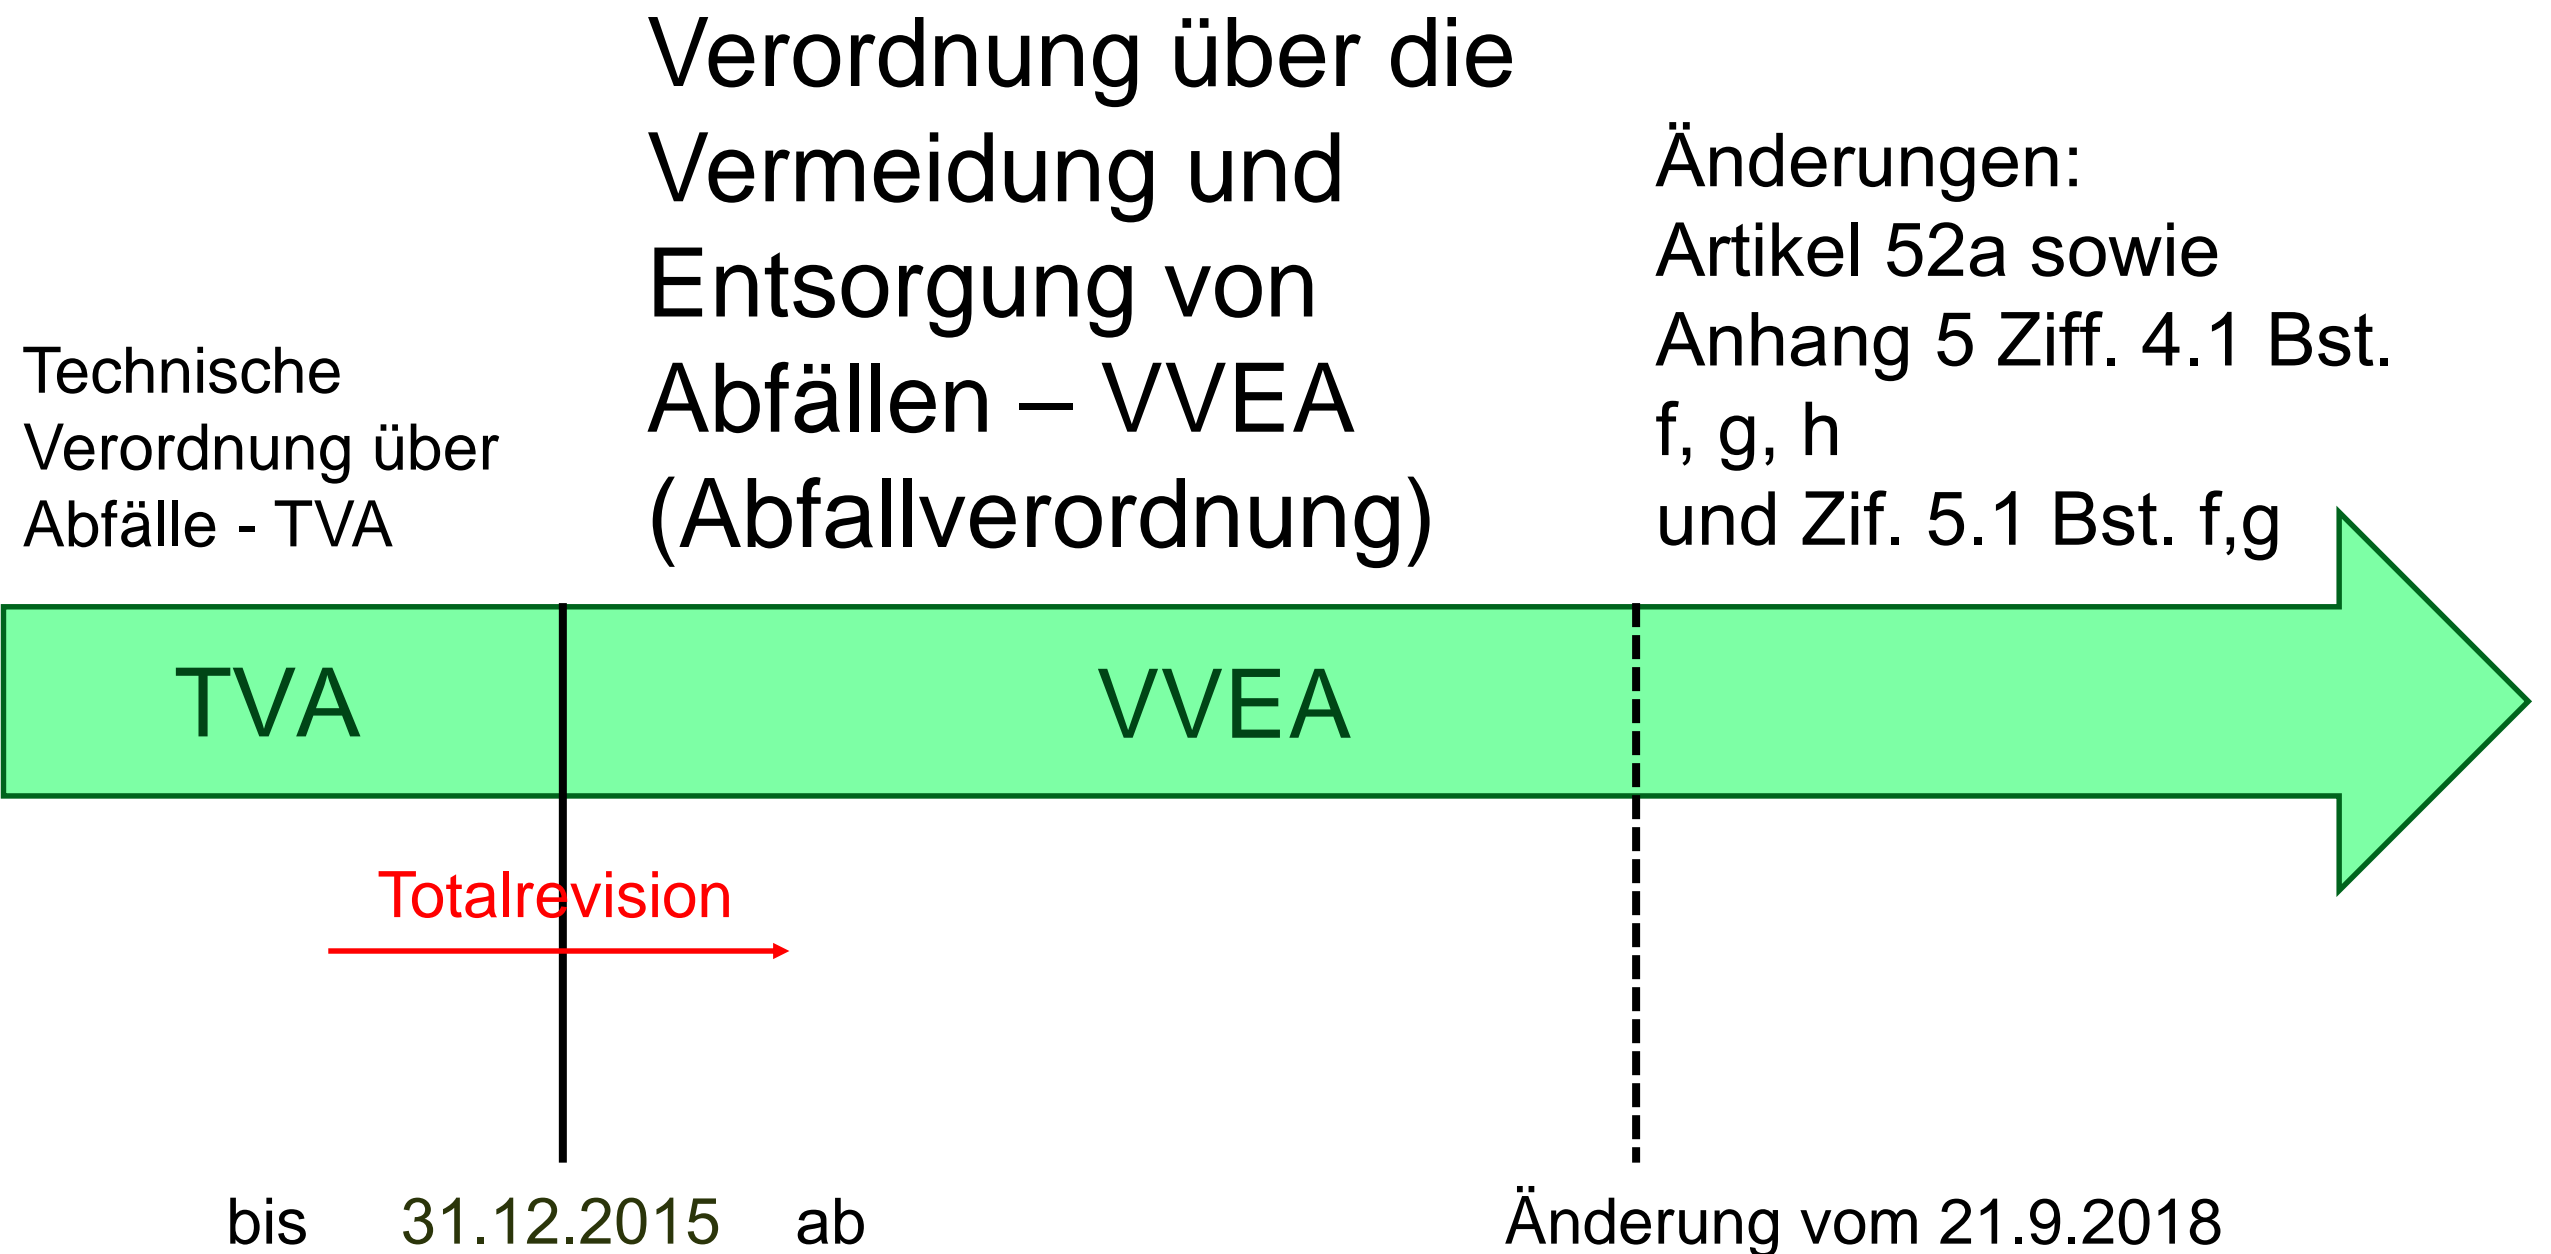 Technische
Verordnung über
Abfälle - TVA
Verordnung über die
Vermeidung und
Entsorgung von
Abfällen – VVEA
(Abfallverordnung)
Änderungen:
Artikel 52a sowie
Anhang 5 Ziff. 4.1 Bst.
f, g, h
und Zif. 5.1 Bst. f,g
TVA
VVEA
Totalrevision
bis 31.12.2015 ab
Änderung vom 21.9.2018